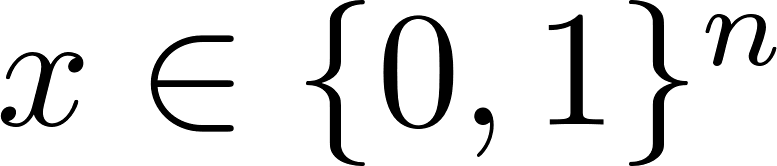 x ∈ {0, 1}ⁿ